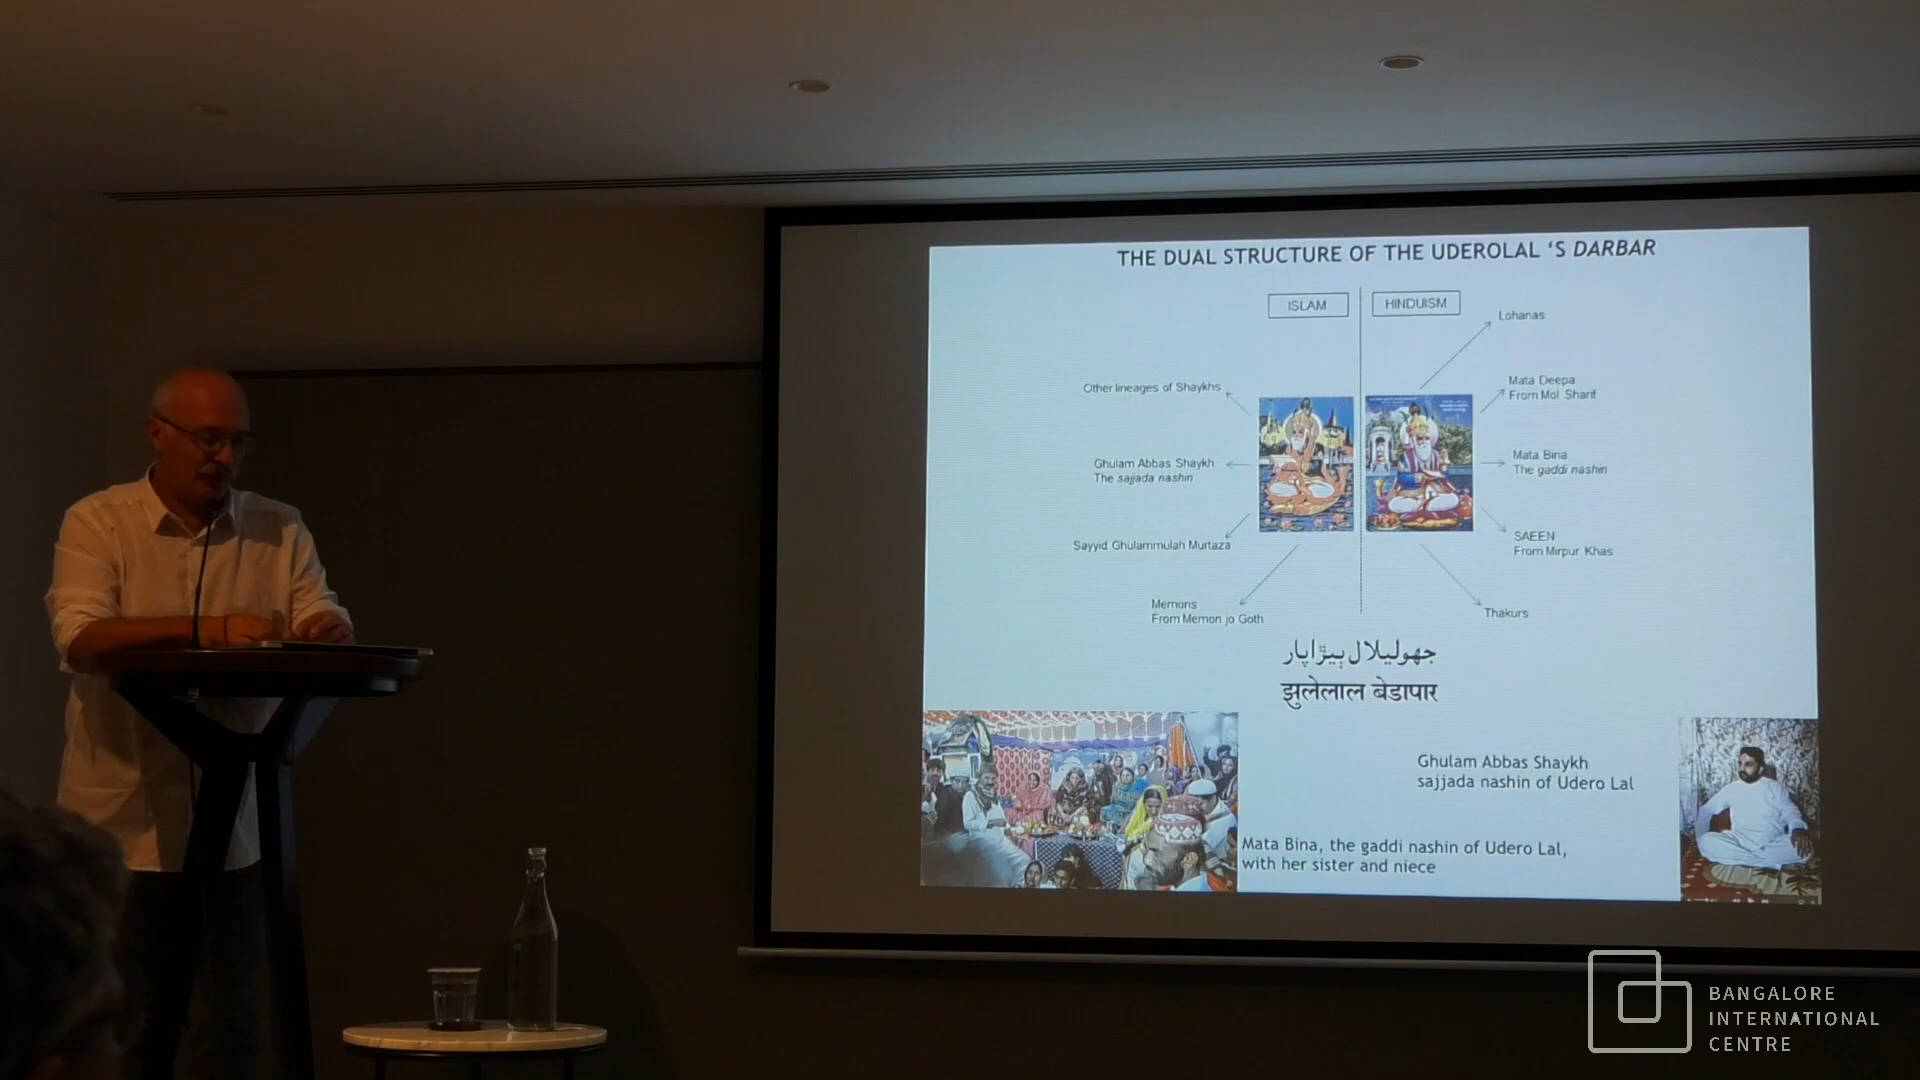 THE DUAL STRUCTURE OF THE UDEROLAL ‘S DARBAR
ISLAM
HINDUISM
Lohanas
Other lineages of Shaykhs
Mata Deepa
From Mol Sharif
Ghulam Abbas Shaykh
The sajjada nashin
Mata Bina
The gaddi nashin
Sayyid Ghulammulah Murtaza
SAEEN
From Mirpur Khas
Memons
From Memon jo Goth
Thakurs
جهوليلال ٻيڙاپار
झुलेलाल बेडापार
Ghulam Abbas Shaykh
sajjada nashin of Udero Lal
Mata Bina, the gaddi nashin of Udero Lal,
with her sister and niece
BANGALORE
INTERNATIONAL
CENTRE